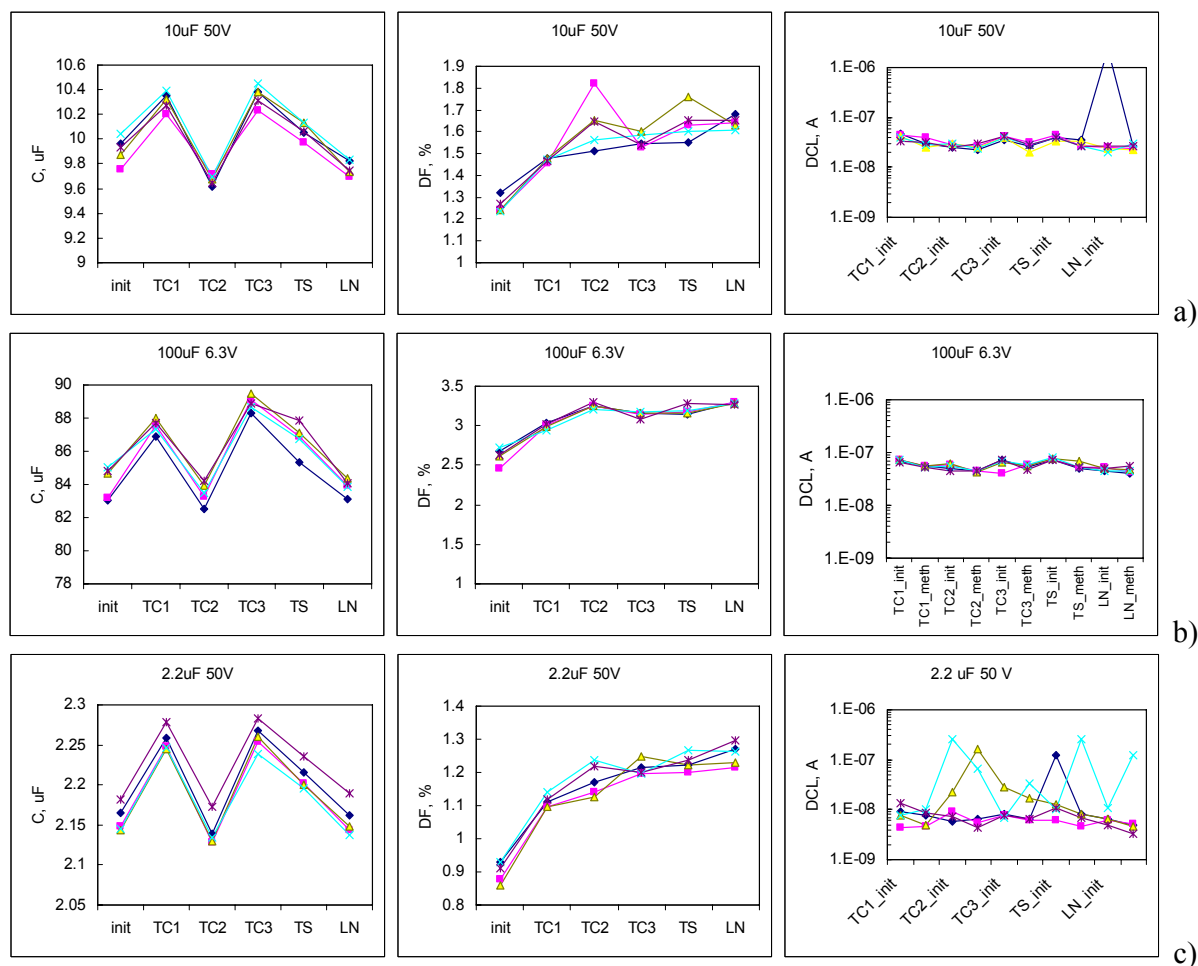 10uF 50V
C, uF
10.6
10.4
10.2
10
9.8
9.6
9.4
9.2
9
init TC1 TC2 TC3 TS LN
10uF 50V
DF, %
1.9
1.8
1.7
1.6
1.5
1.4
1.3
1.2
1.1
1
init TC1 TC2 TC3 TS LN
10uF 50V
DCL, A
1.E-06
1.E-07
1.E-08
1.E-09
TC1_init TC2_init TC3_init TS_init LN_init
a)
100uF 6.3V
C, uF
90
88
86
84
82
80
78
init TC1 TC2 TC3 TS LN
100uF 6.3V
DF, %
3.5
3
2.5
2
1.5
1
init TC1 TC2 TC3 TS LN
100uF 6.3V
DCL, A
1.E-06
1.E-07
1.E-08
1.E-09
TC1_init TC1_meth TC2_init TC2_meth TC3_init TC3_meth TS_init TS_meth LN_init LN_meth
b)
2.2uF 50V
C, uF
2.3
2.25
2.2
2.15
2.1
2.05
init TC1 TC2 TC3 TS LN
2.2uF 50V
DF, %
1.4
1.3
1.2
1.1
1
0.9
0.8
init TC1 TC2 TC3 TS LN
2.2 uF 50 V
DCL, A
1.E-06
1.E-07
1.E-08
1.E-09
TC1_init TC2_init TC3_init TS_init LN_init
c)